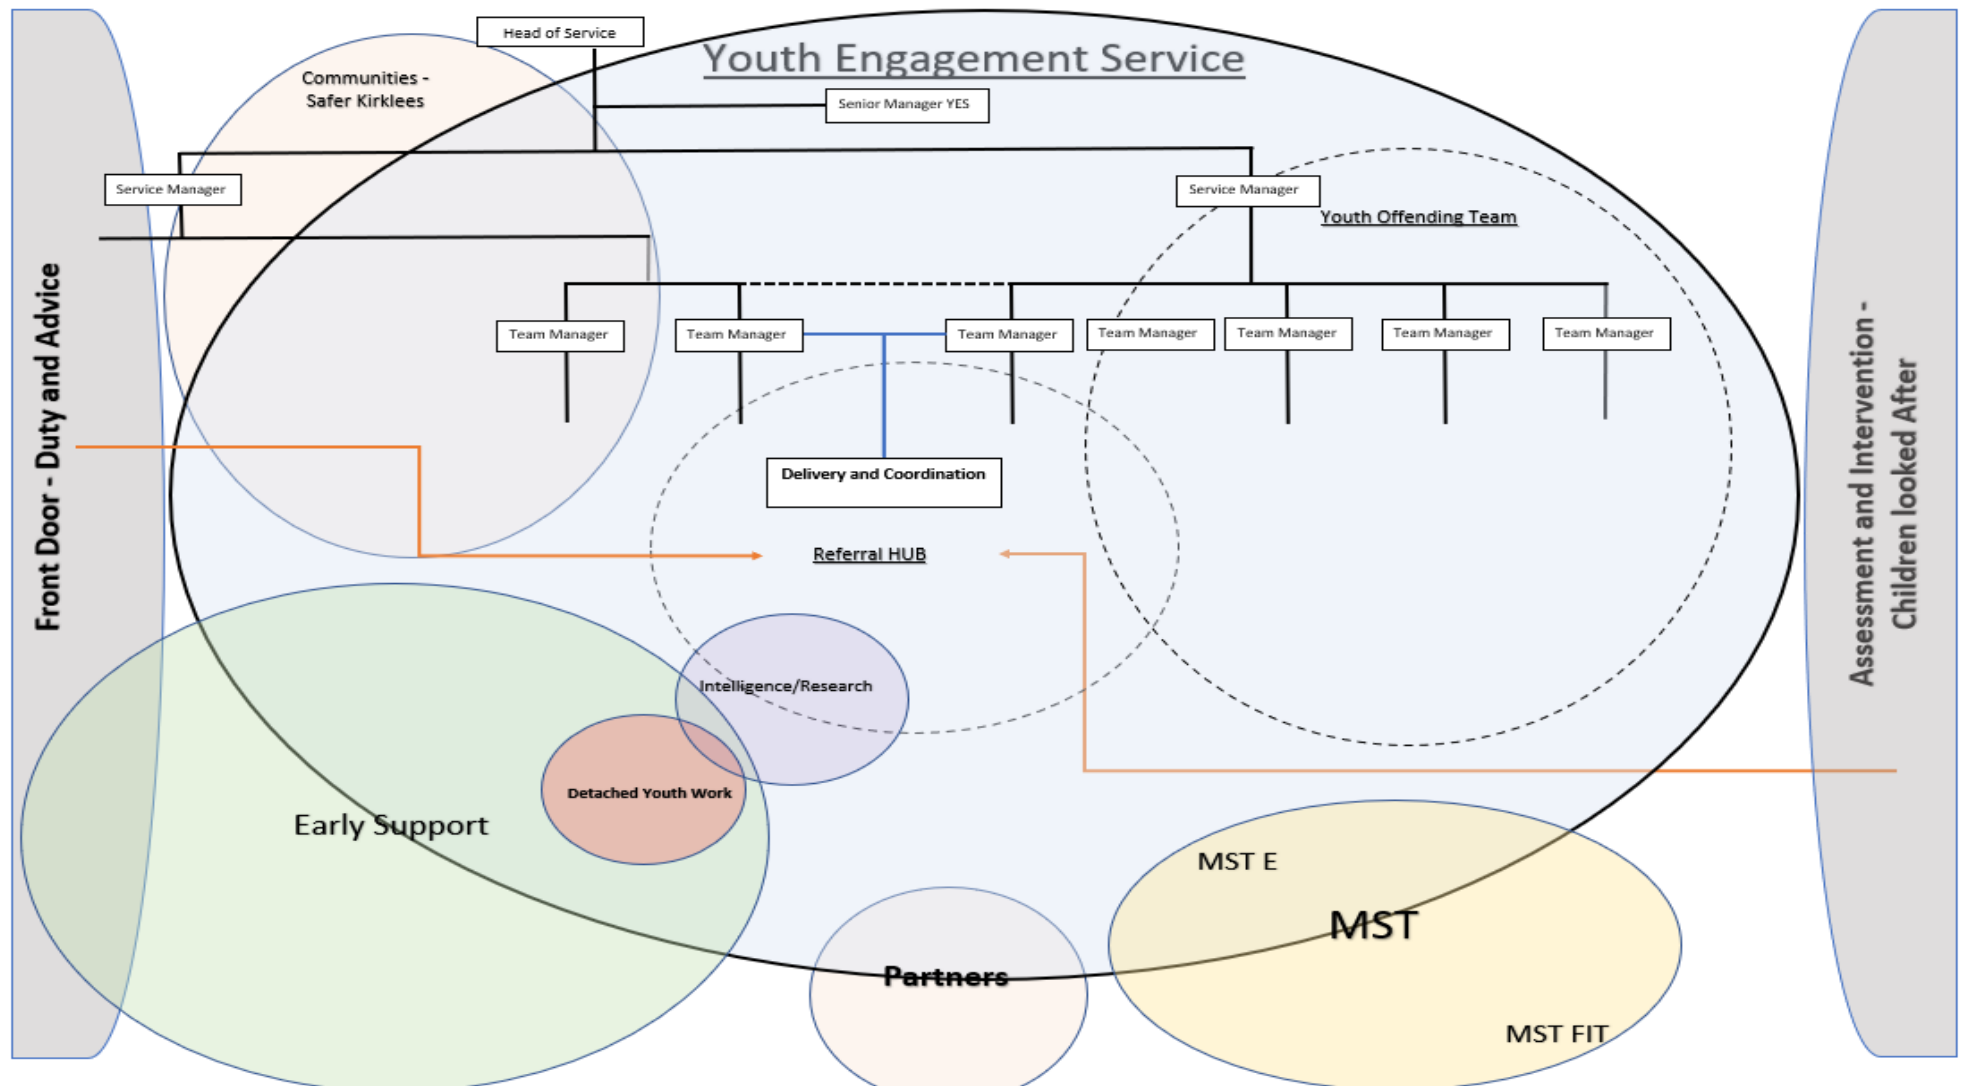 Head of Service
Youth Engagement Service
Communities -
Safer Kirklees
Senior Manager YES
Service Manager
Service Manager
Youth Offending Team
Team Manager
Team Manager
Team Manager
Team Manager
Team Manager
Team Manager
Team Manager
Front Door - Duty and Advice
Assessment and Intervention -
Children looked After
Delivery and Coordination
Referral HUB
Intelligence/Research
Detached Youth Work
Early Support
MST E
MST
Partners
MST FIT